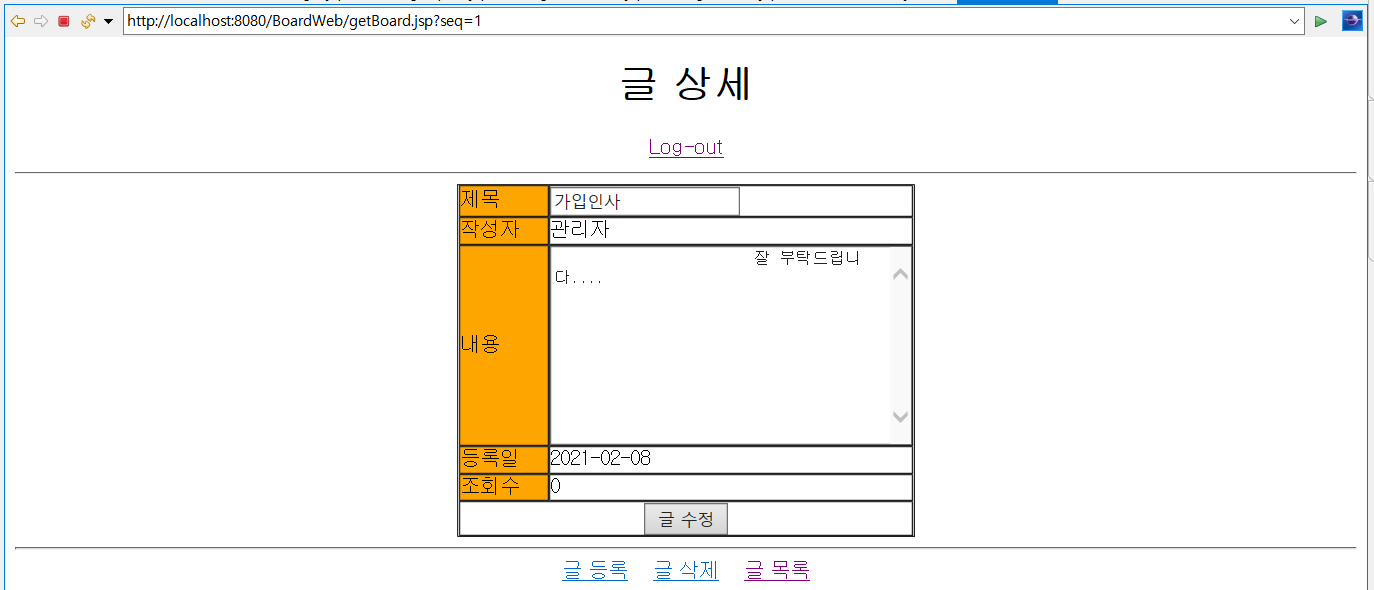 http://localhost:8080/BoardWeb/getBoard.jsp?seq=1
글 상세
Log-out
제목 가입인사
작성자 관리자
내용 잘 부탁드립니
다....
등록일 2021-02-08
조회수 0
글 수정
글 등록 글 삭제 글 목록